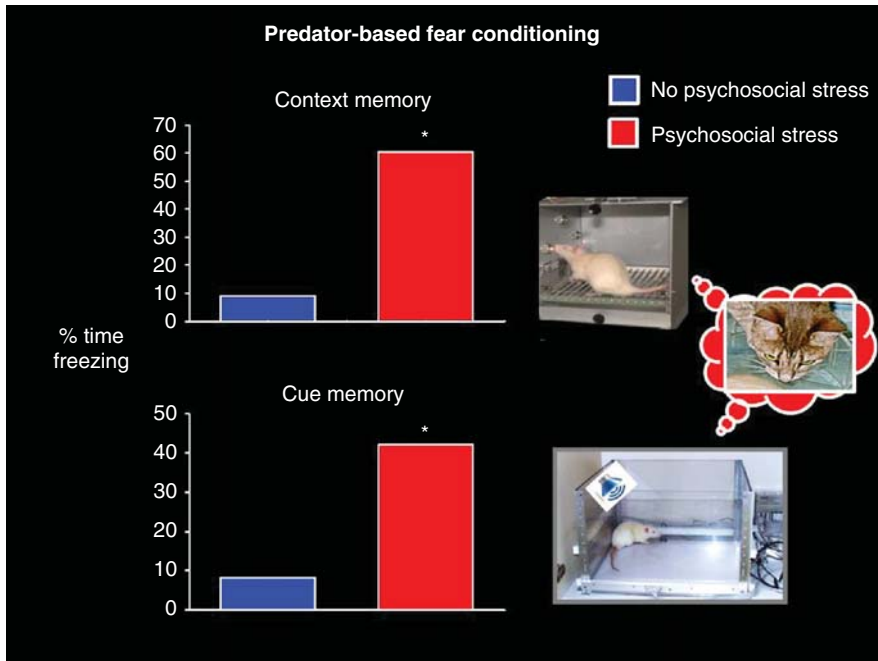 Predator-based fear conditioning
No psychosocial stress
Psychosocial stress
Context memory
70
60
50
40
30
20
10
0
*
% time
freezing
Cue memory
50
40
30
20
10
0
*